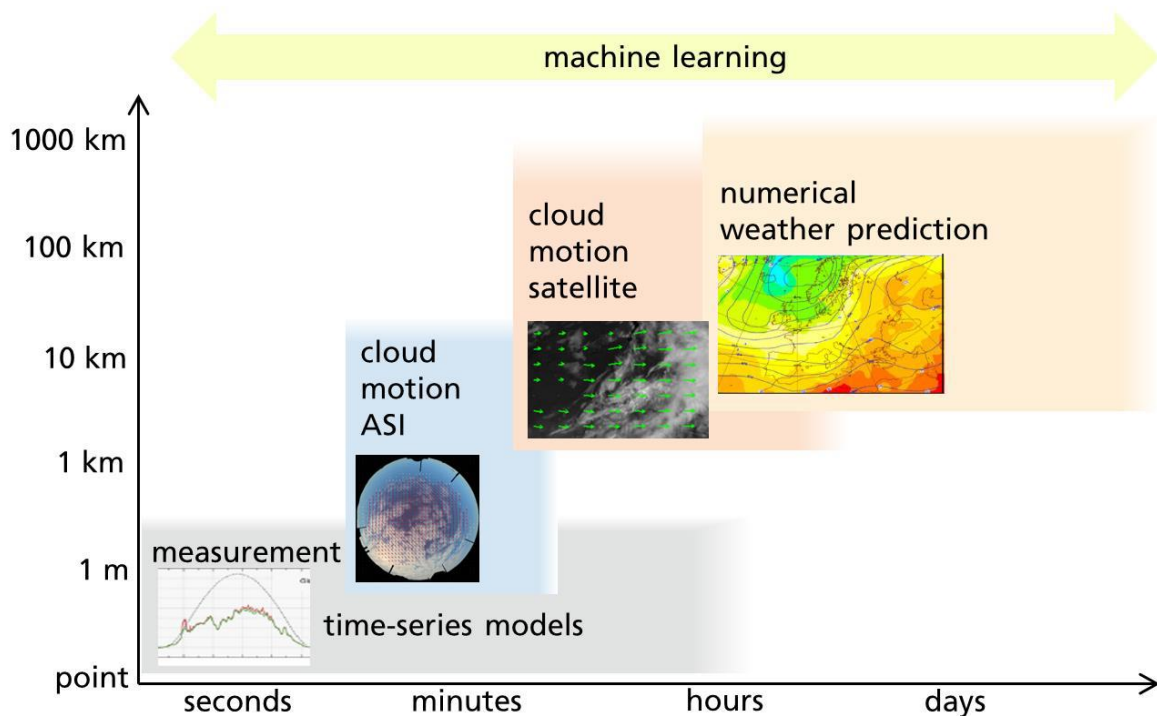 machine learning
1000 km
100 km
10 km
1 km
1 m
point
numerical
weather prediction
cloud
motion
satellite
cloud
motion
ASI
measurement
time-series models
seconds
minutes
hours
days